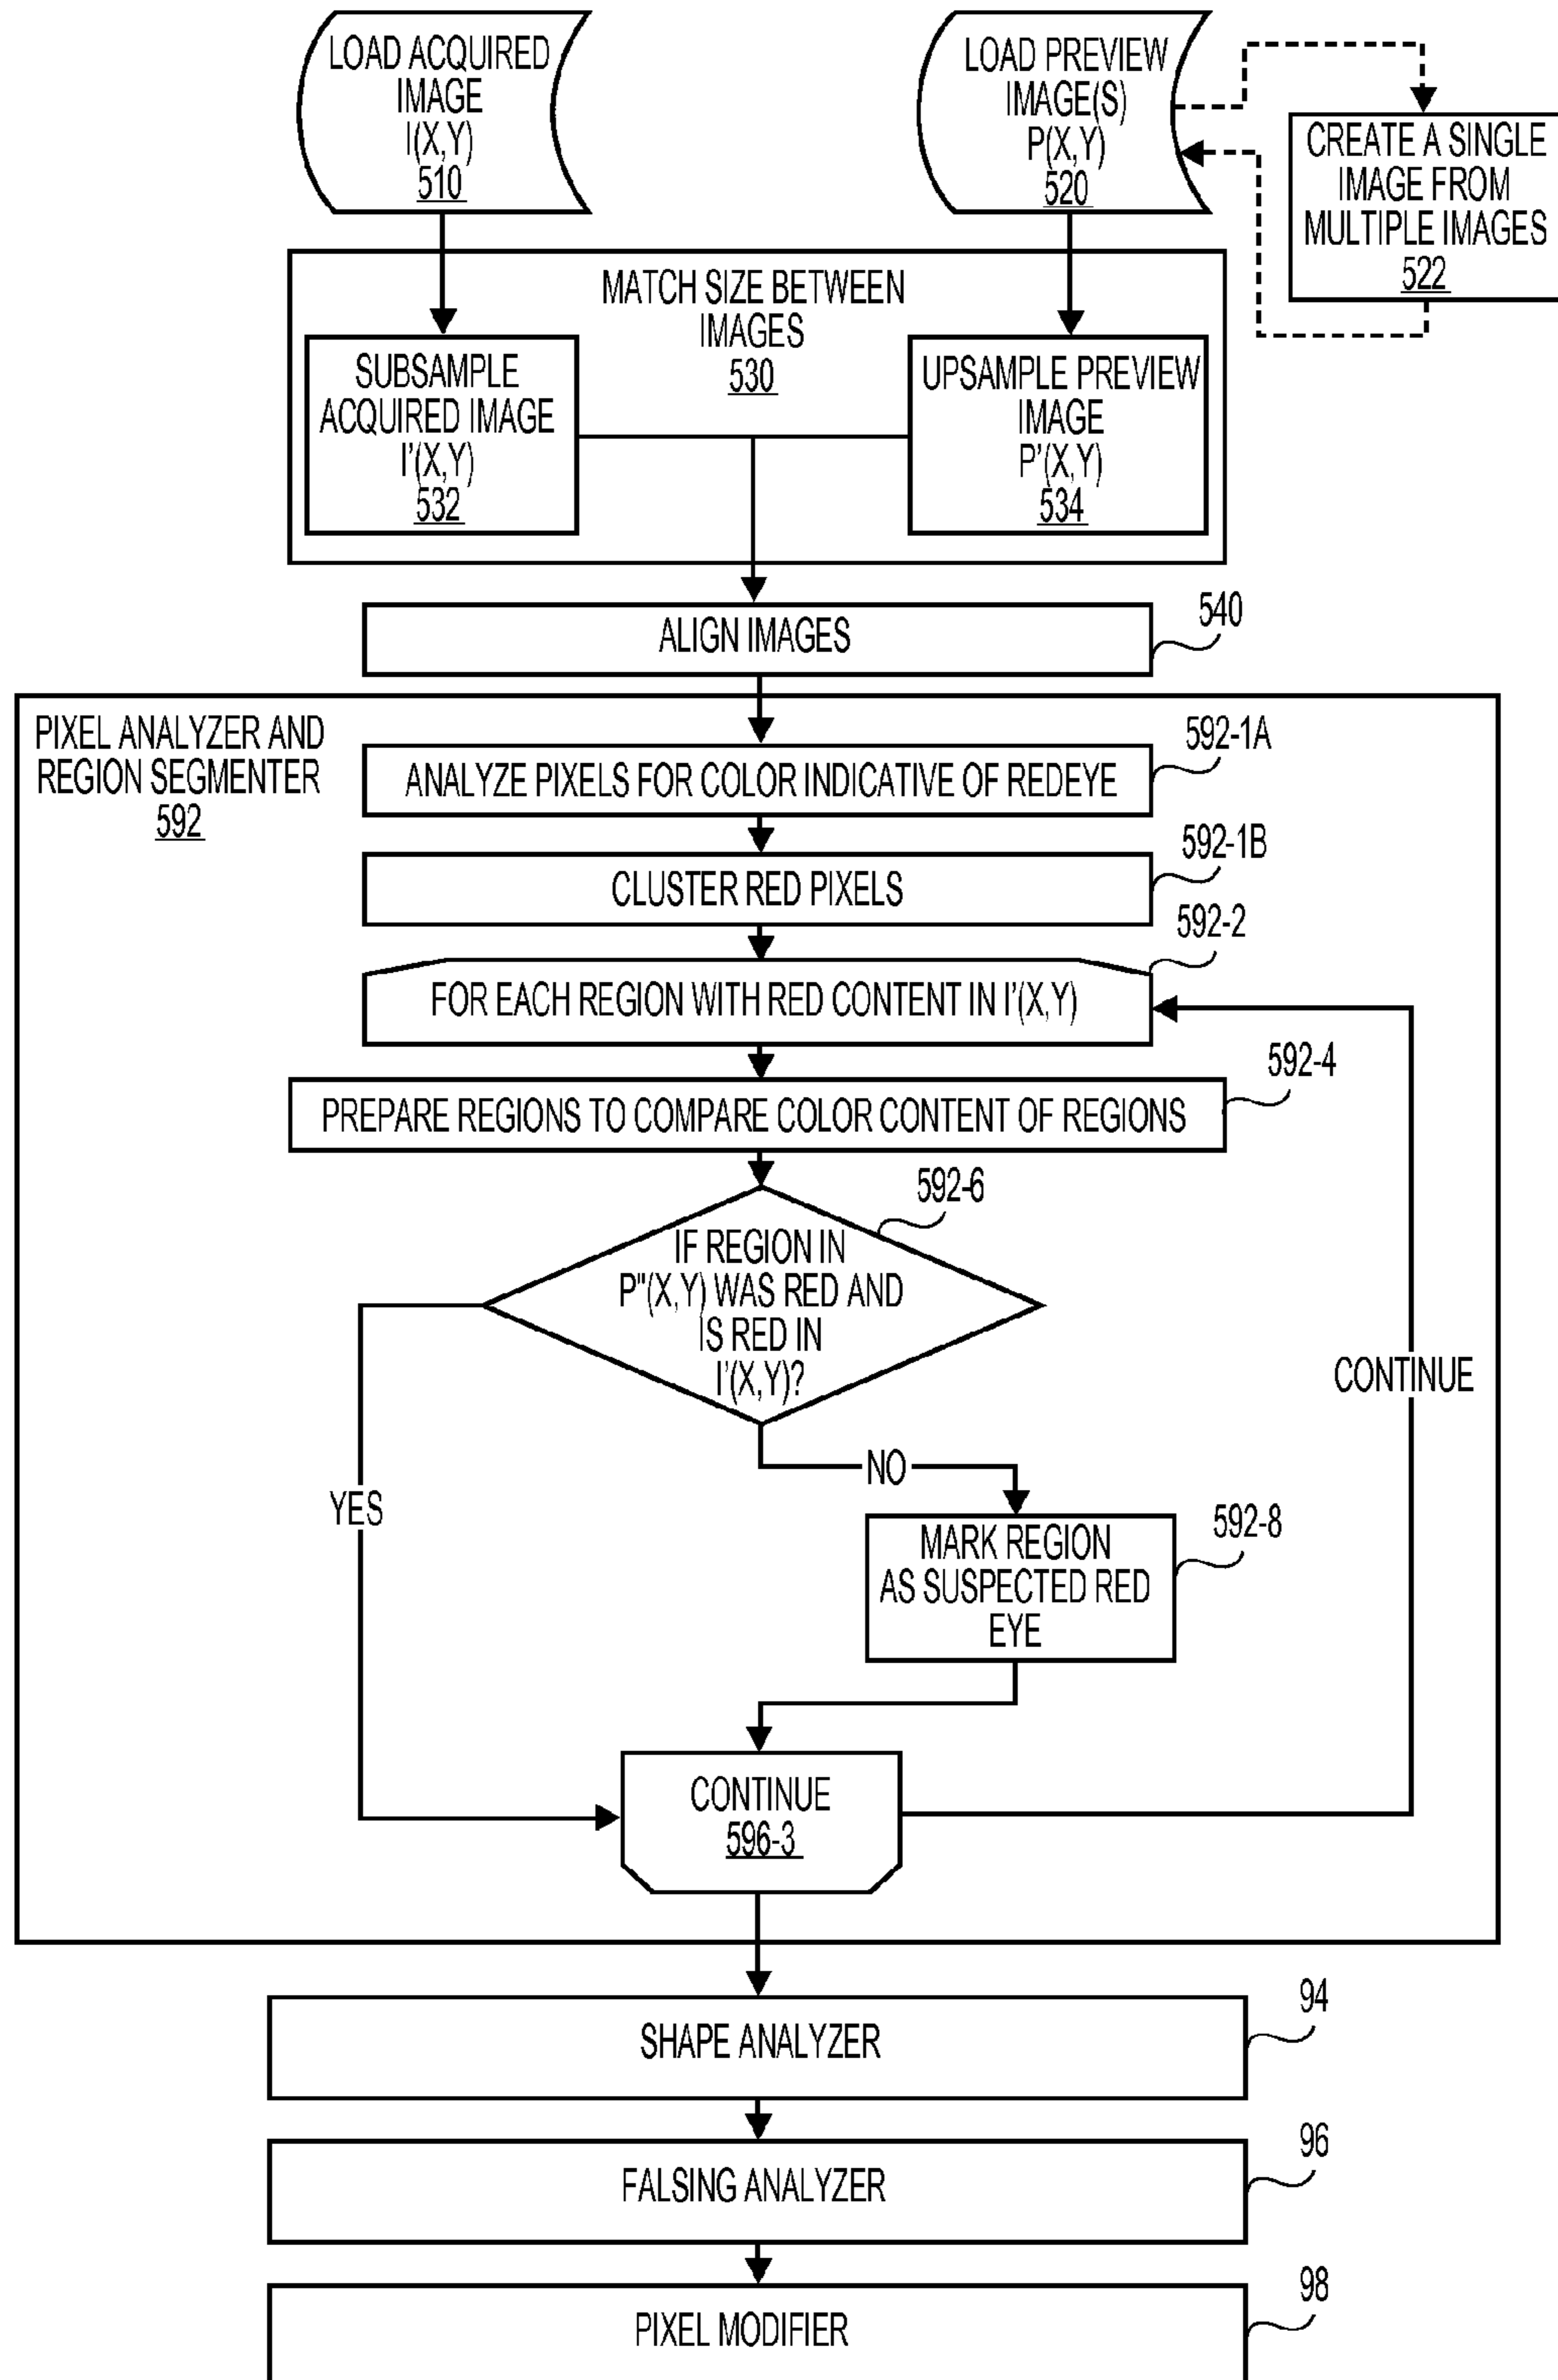 LOAD ACQUIRED
IMAGE
I(X,Y)
510
LOAD PREVIEW
IMAGE(S)
P(X,Y)
520
CREATE A SINGLE
IMAGE FROM
MULTIPLE IMAGES
522
MATCH SIZE BETWEEN
IMAGES
530
SUBSAMPLE
ACQUIRED IMAGE
I'(X,Y)
532
UPSAMPLE PREVIEW
IMAGE
P'(X,Y)
534
ALIGN IMAGES
540
PIXEL ANALYZER AND
REGION SEGMENTER
592
ANALYZE PIXELS FOR COLOR INDICATIVE OF REDEYE
592-1A
CLUSTER RED PIXELS
592-1B
FOR EACH REGION WITH RED CONTENT IN I'(X,Y)
592-2
PREPARE REGIONS TO COMPARE COLOR CONTENT OF REGIONS
592-4
IF REGION IN
P"(X,Y) WAS RED AND
IS RED IN
I'(X,Y)?
592-6
CONTINUE
NO
YES
MARK REGION
AS SUSPECTED RED
EYE
592-8
CONTINUE
596-3
SHAPE ANALYZER
94
FALSING ANALYZER
96
PIXEL MODIFIER
98